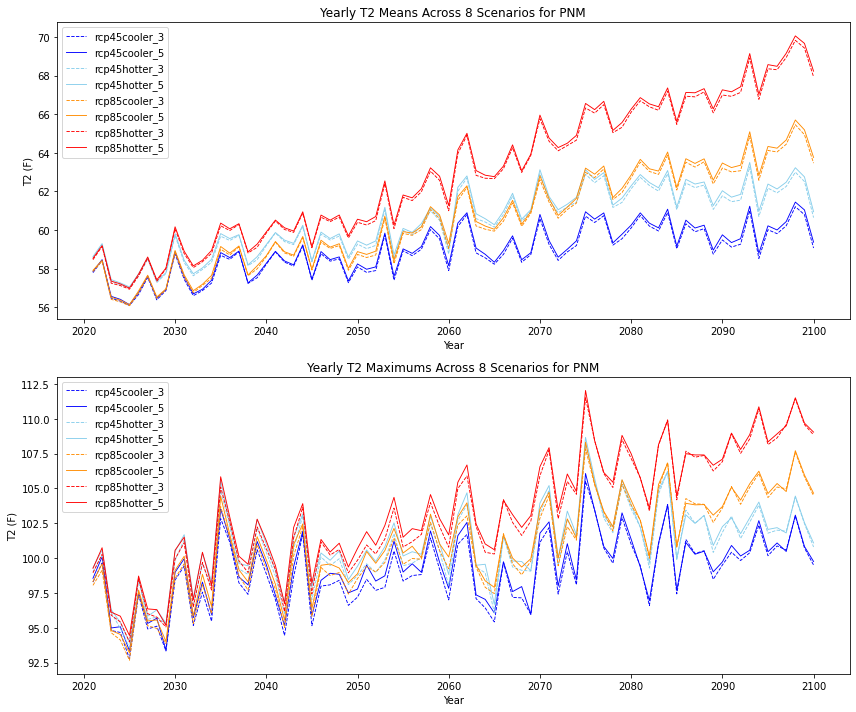 Yearly T2 Means Across 8 Scenarios for PNM
T2 (F)
70
68
66
64
62
60
58
56
rcp45cooler_3
rcp45cooler_5
rcp45hotter_3
rcp45hotter_5
rcp85cooler_3
rcp85cooler_5
rcp85hotter_3
rcp85hotter_5
2020 2030 2040 2050 2060 2070 2080 2090 2100
Year
Yearly T2 Maximums Across 8 Scenarios for PNM
T2 (F)
112.5
110.0
107.5
105.0
102.5
100.0
97.5
95.0
92.5
rcp45cooler_3
rcp45cooler_5
rcp45hotter_3
rcp45hotter_5
rcp85cooler_3
rcp85cooler_5
rcp85hotter_3
rcp85hotter_5
2020 2030 2040 2050 2060 2070 2080 2090 2100
Year